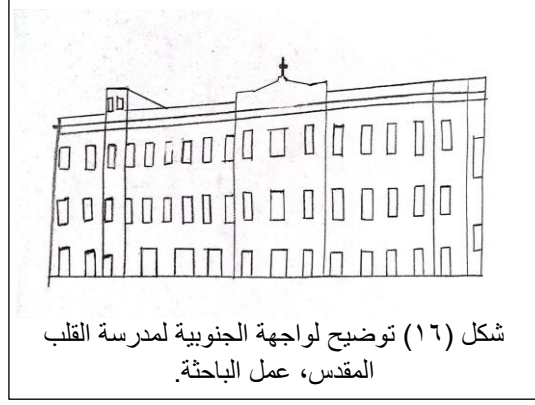 شكل (١٦) توضيح لواجهة الجنوبية لمدرسة القلب
المقدس، عمل الباحثة.